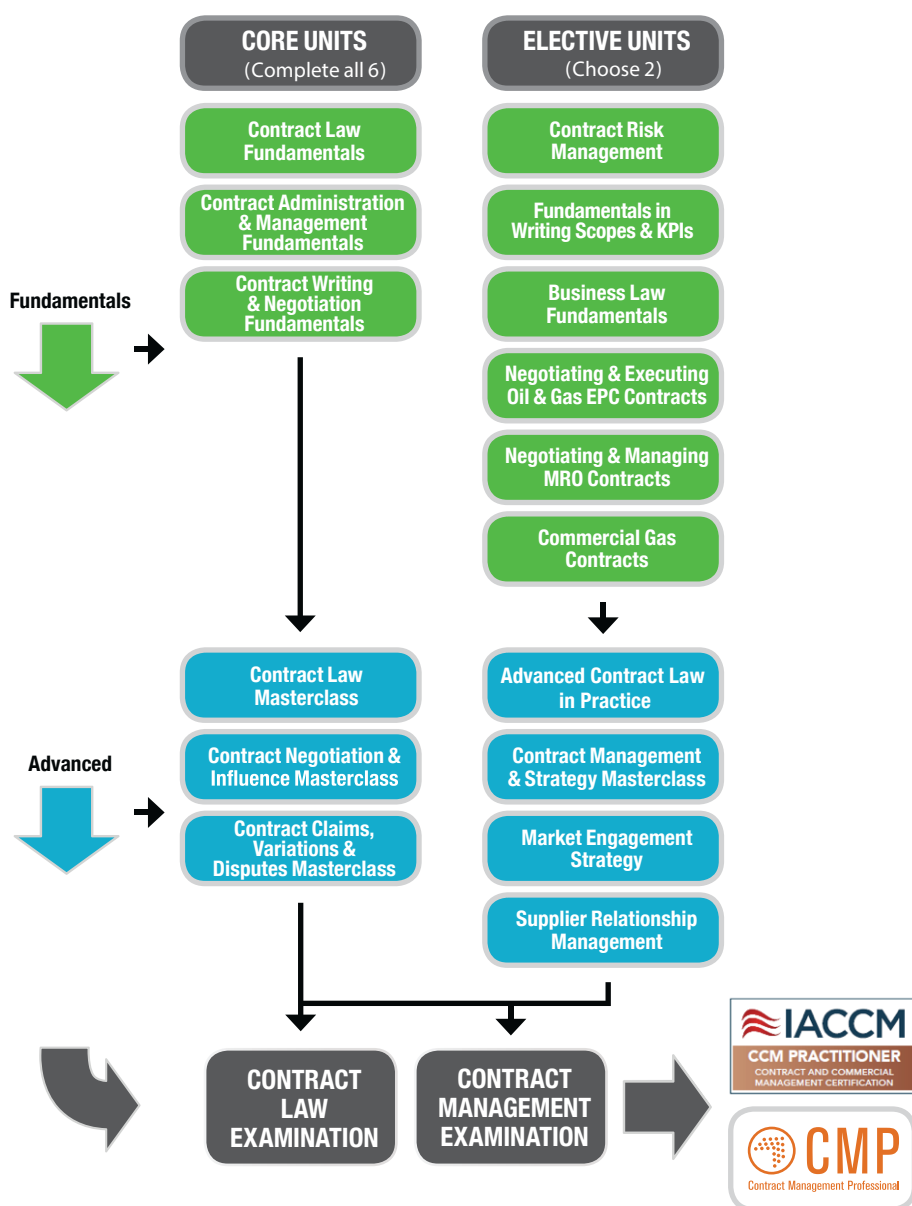 CORE UNITS
(Complete all 6)
ELECTIVE UNITS
(Choose 2)
Contract Law
Fundamentals
Contract Administration
& Management
Fundamentals
Contract Writing
& Negotiation
Fundamentals
Contract Risk
Management
Fundamentals in
Writing Scopes & KPIs
Business Law
Fundamentals
Negotiating & Executing
Oil & Gas EPC Contracts
Negotiating & Managing
MRO Contracts
Commercial Gas
Contracts
Fundamentals
Contract Law
Masterclass
Contract Negotiation &
Influence Masterclass
Contract Claims,
Variations &
Disputes Masterclass
Advanced Contract Law
in Practice
Contract Management
& Strategy Masterclass
Market Engagement
Strategy
Supplier Relationship
Management
Advanced
CONTRACT
LAW
EXAMINATION
CONTRACT
MANAGEMENT
EXAMINATION
IACCM
CCM PRACTITIONER
CONTRACT AND COMMERCIAL
MANAGEMENT CERTIFICATION
CMP
Contract Management Professional